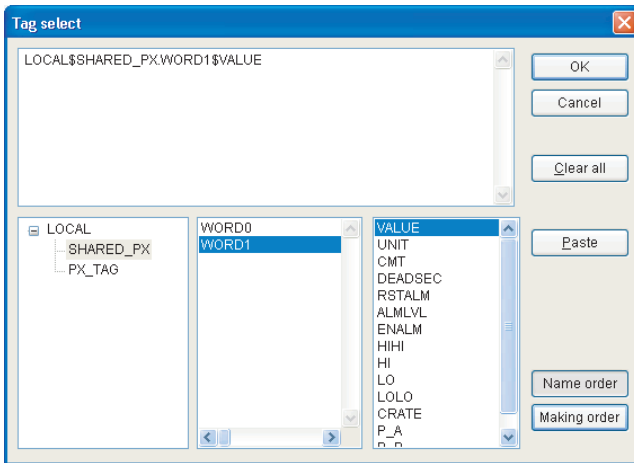 Tag select
LOCAL$SHARED_PX.WORD1$VALUE
OK
Cancel
Clear all
LOCAL
SHARED_PX
PX_TAG
WORD0
WORD1
VALUE
UNIT
CMT
DEADSEC
RSTALM
ALMLVL
ENALM
HIHI
HI
LO
LOLO
CRATE
P_A
Paste
Name order
Making order